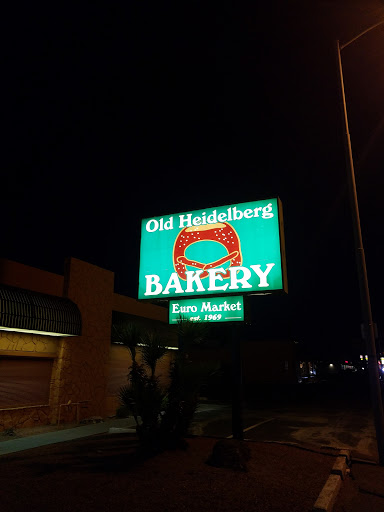 Old Heidelberg
BAKERY
Euro Market
est. 1969